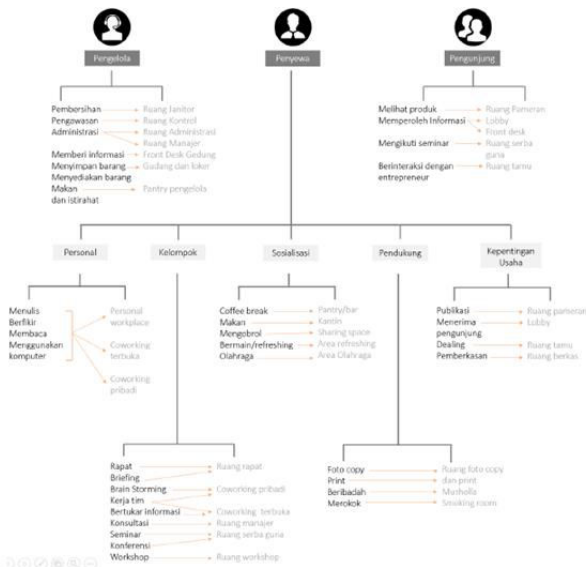 Pengelola
Penyewa
Pengunjung
Pembersihan
Ruang Janitor
Pengawasan
Ruang Kontrol
Administrasi
Ruang Administrasi
Ruang Manajer
Memberi informasi
Front Desk Gedung
Menyimpan barang
Gudang dan loker
Menyediakan barang
Makan
Pantry pengelola
dan istirahat
Melihat produk
Ruang Pameran
Memperoleh Informasi
Lobby
Front desk
Mengikuti seminar
Ruang serba
guna
Berinteraksi dengan
Ruang tamu
entrepreneur
Personal
Kelompok
Sosialisasi
Pendukung
Kepentingan
Usaha
Menulis
Personal
Berfikir
workplace
Membaca
Menggunakan
Coworking
komputer
terbuka
Coworking
pribadi
Coffee break
Pantry/bar
Makan
Kantin
Mengobrol
Sharing space
Bermain/refreshing
Area refreshing
Olahraga
Area Olahraga
Publikasi
Ruang pameran
Menerima
Lobby
pengunjung
Dealing
Ruang tamu
Pemberkasan
Ruang berkas
Rapat
Ruang rapat
Briefing
Brain Storming
Coworking pribadi
Kerja tim
Bertukar informasi
Coworking terbuka
Konsultasi
Ruang manajer
Seminar
Ruang serba guna
Konferensi
Workshop
Ruang workshop
Foto copy
Ruang foto copy
Print
dan print
Beribadah
Musholla
Merokok
Smoking room